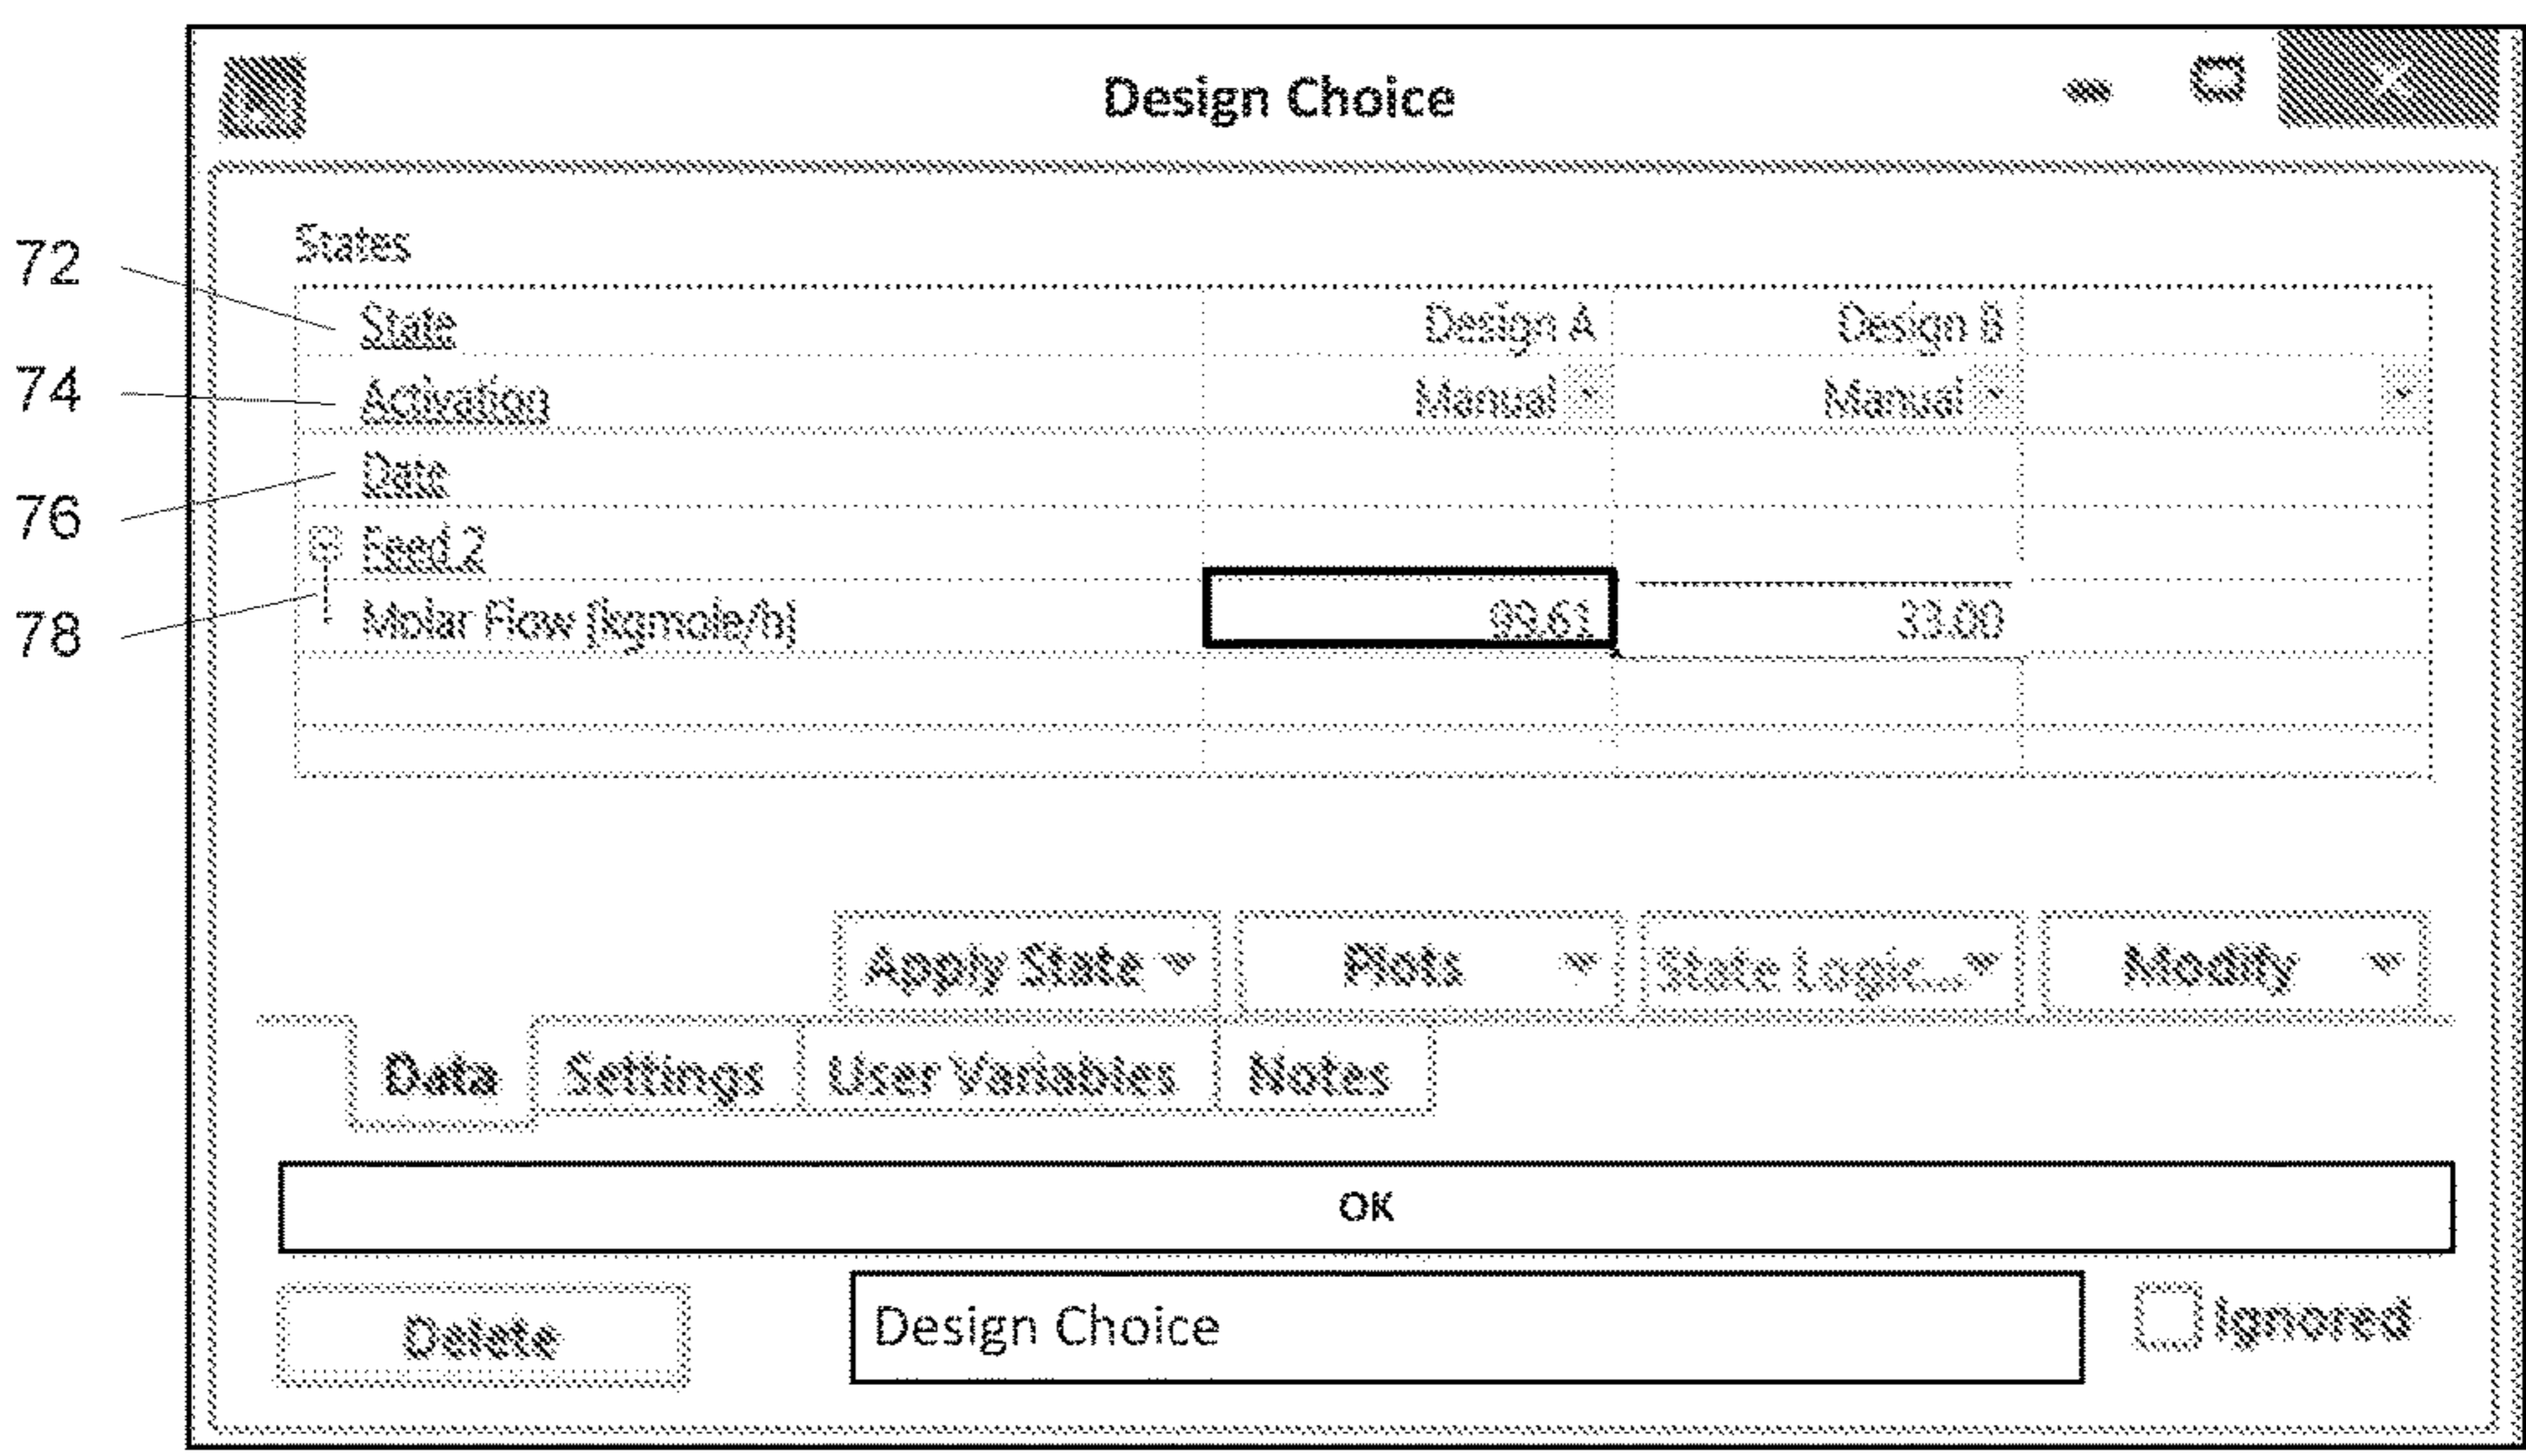 Design Choice
States
72
State Design A Design B
74
Activation Manual Manual
76
Date
Feed 2
78
Molar Flow [kgmole/h] 99.61 33.00
Apply State Plots State Logic... Modify
Data Settings User Variables Notes
OK
Delete Design Choice Ignored